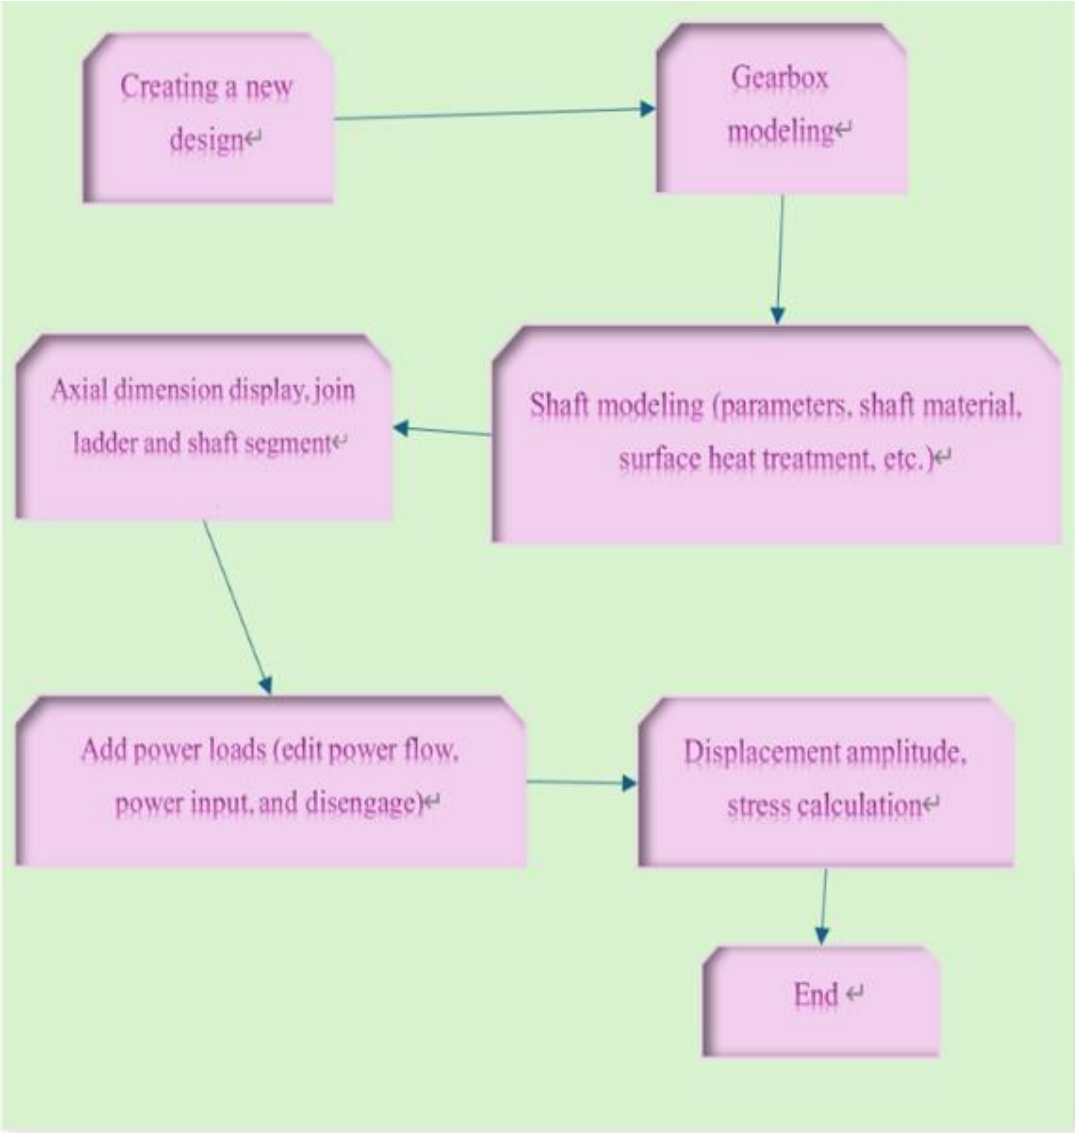 Creating a new
design↵
Gearbox
modeling↵
Shaft modeling (parameters, shaft material,
surface heat treatment, etc.)↵
Axial dimension display, join
ladder and shaft segment↵
Add power loads (edit power flow,
power input, and disengage)↵
Displacement amplitude,
stress calculation↵
End ↵